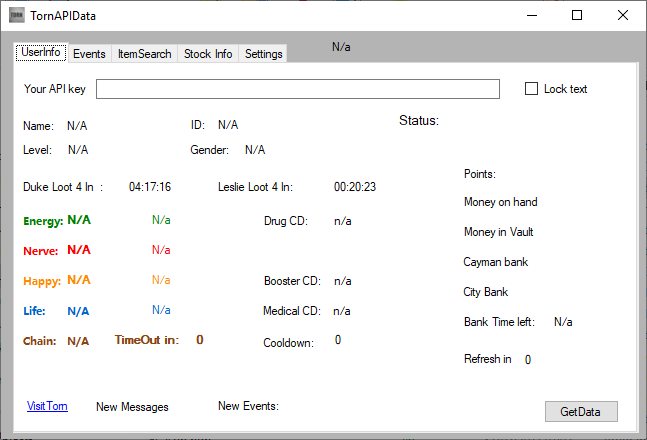 TORN TornAPIData
N/a
UserInfo Events ItemSearch Stock Info Settings
Your API key Lock text
Name: N/A ID: N/A Status:
Level: N/A Gender: N/A
Points:
Duke Loot 4 In : 04:17:16 Leslie Loot 4 In: 00:20:23
Money on hand
Energy: N/A N/a Drug CD: n/a
Money in Vault
Nerve: N/A N/a
Cayman bank
Happy: N/A N/a Booster CD: n/a
City Bank
Life: N/A N/a Medical CD: n/a
Bank Time left: N/a
Chain: N/A TimeOut in: 0 Cooldown: 0
Refresh in 0
VisitTorn New Messages New Events:
GetData